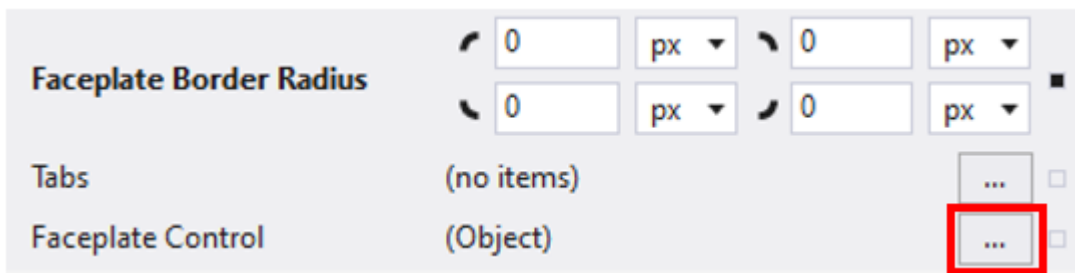 0 px 0 px
Faceplate Border Radius
0 px 0 px
Tabs (no items) ...
Faceplate Control (Object) ...